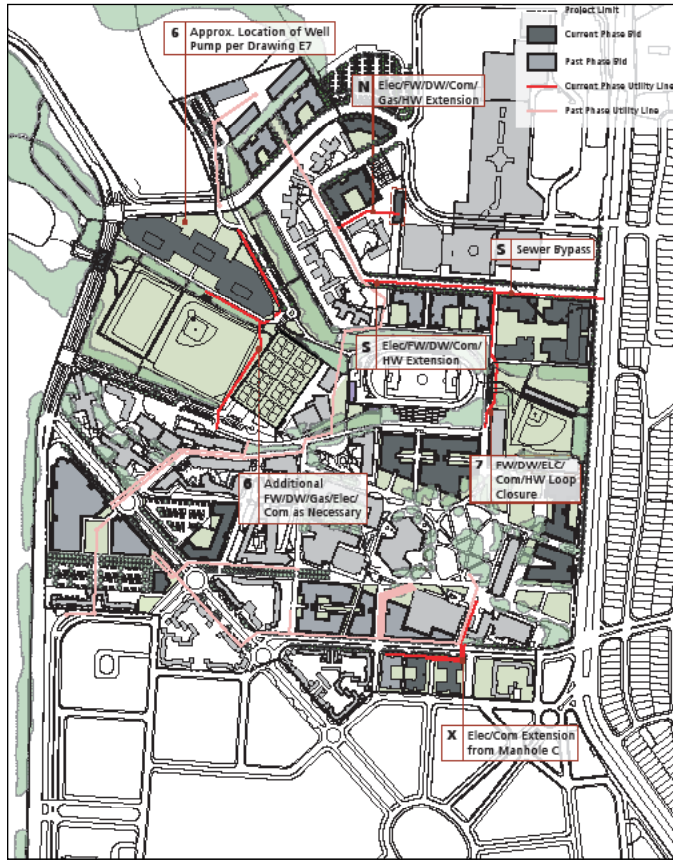 Project Limit
Current Phase Bld
Past Phase Bld
Current Phase Utility Line
Past Phase Utility Line
6 Approx. Location of Well
Pump per Drawing E7
N Elec/FW/DW/Com/
Gas/HW Extension
S Sewer Bypass
S Elec/FW/DW/Com/
HW Extension
6 Additional
FW/DW/Gas/Elec/
Com as Necessary
7 FW/DW/ELC/
Com/HW Loop
Closure
X Elec/Com Extension
from Manhole C